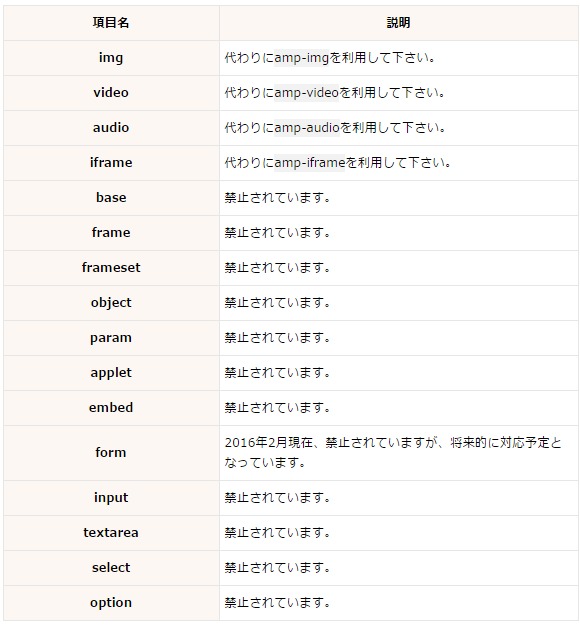 項目名 説明
img 代わりにamp-imgを利用して下さい。
video 代わりにamp-videoを利用して下さい。
audio 代わりにamp-audioを利用して下さい。
iframe 代わりにamp-iframeを利用して下さい。
base 禁止されています。
frame 禁止されています。
frameset 禁止されています。
object 禁止されています。
param 禁止されています。
applet 禁止されています。
embed 禁止されています。
form 2016年2月現在、禁止されていますが、将来的に対応予定と
なっています。
input 禁止されています。
textarea 禁止されています。
select 禁止されています。
option 禁止されています。